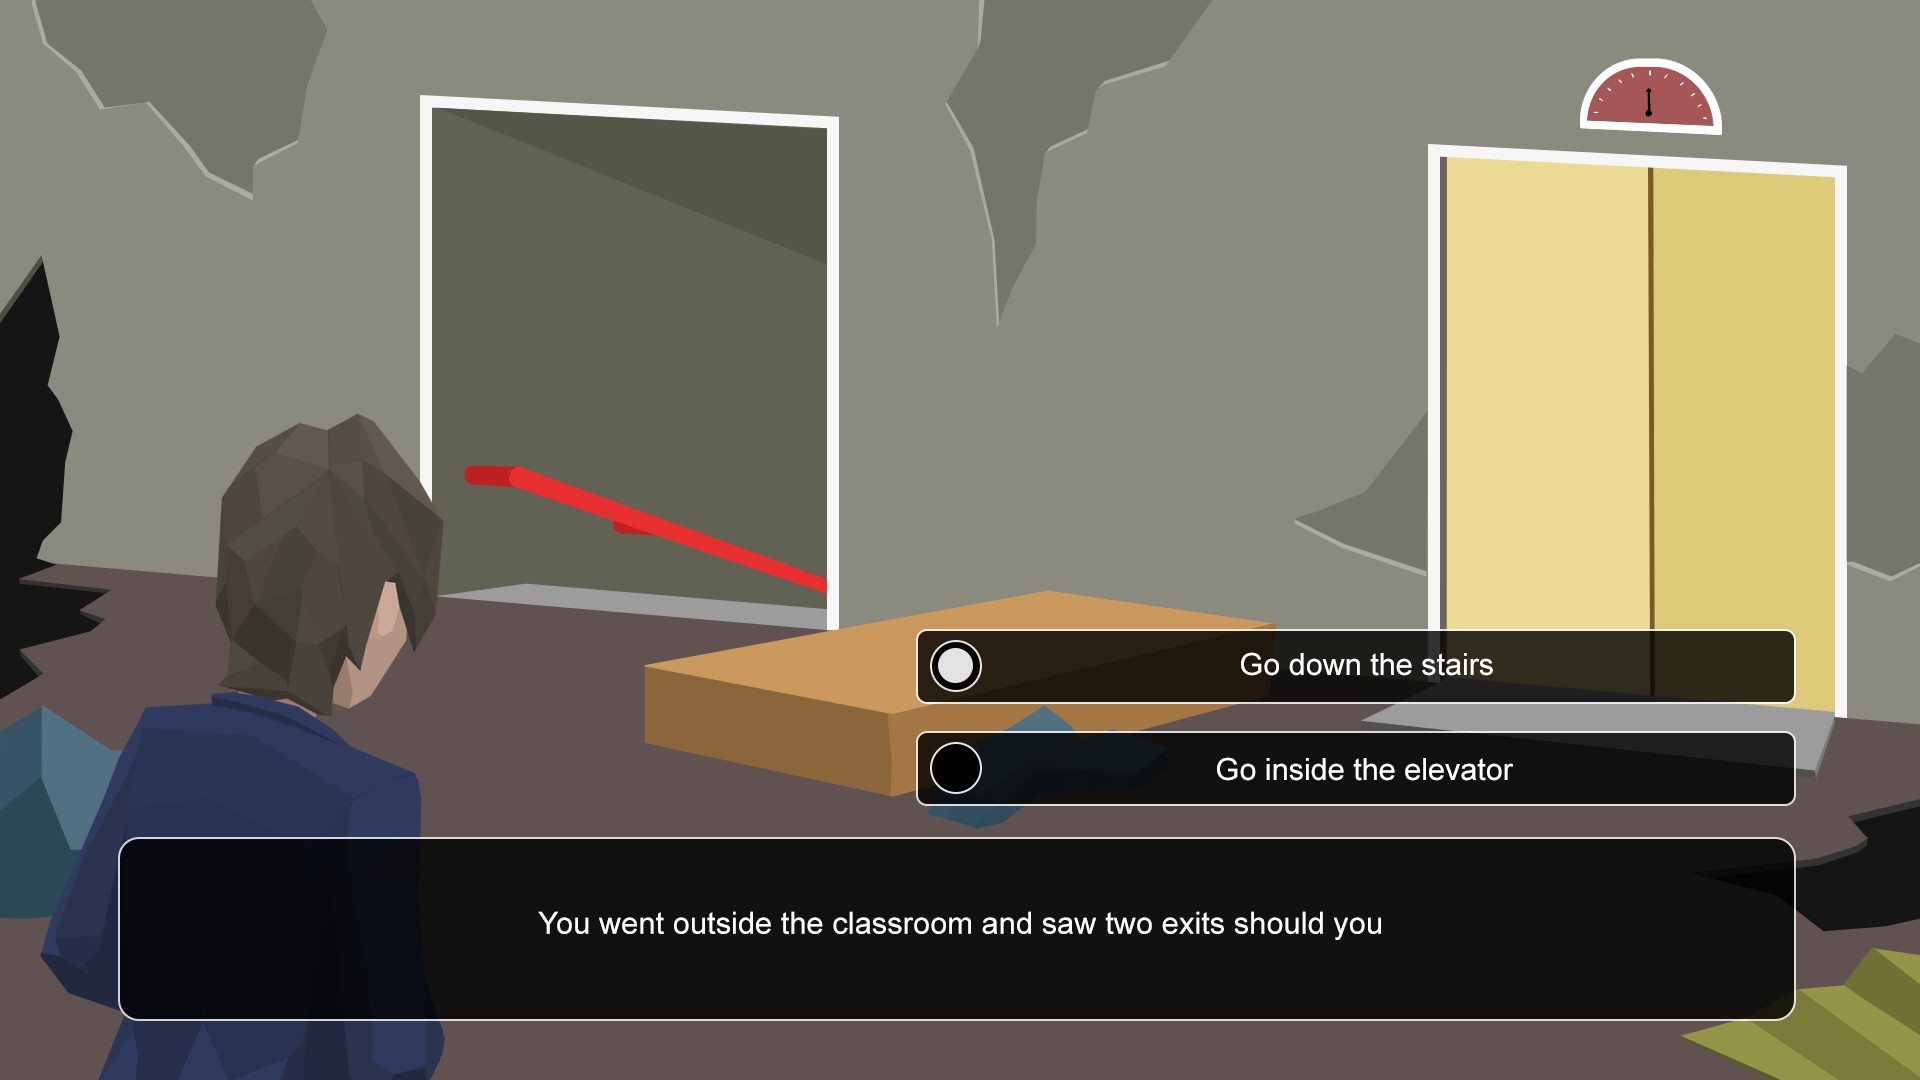 Go down the stairs
Go inside the elevator
You went outside the classroom and saw two exits should you